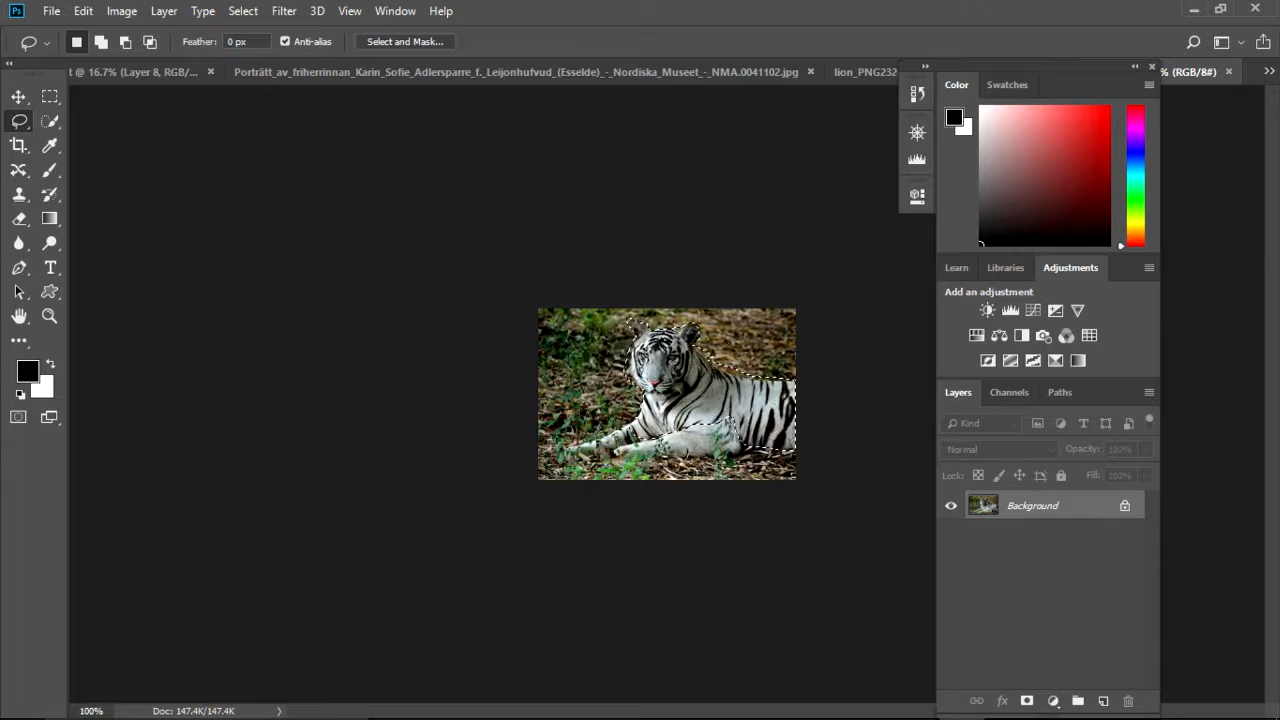 Ps File Edit Image Layer Type Select Filter 3D View Window Help
Feather: 0 px Anti-alias Select and Mask...
t @ 16.7% (Layer 8, RGB/... × Porträtt_av_friherrinnan_Karin_Sofie_Adlersparre_f._Leijonhufvud_(Esselde)_-_Nordiska_Museet_-_NMA.0041102.jpg × lion_PNG232 % (RGB/#) ×
Color Swatches
Learn Libraries Adjustments
Add an adjustment
Layers Channels Paths
Kind
Normal Opacity: 100%
Lock: Fill: 100%
Background
fx
T
100% Doc: 147.4K/147.4K